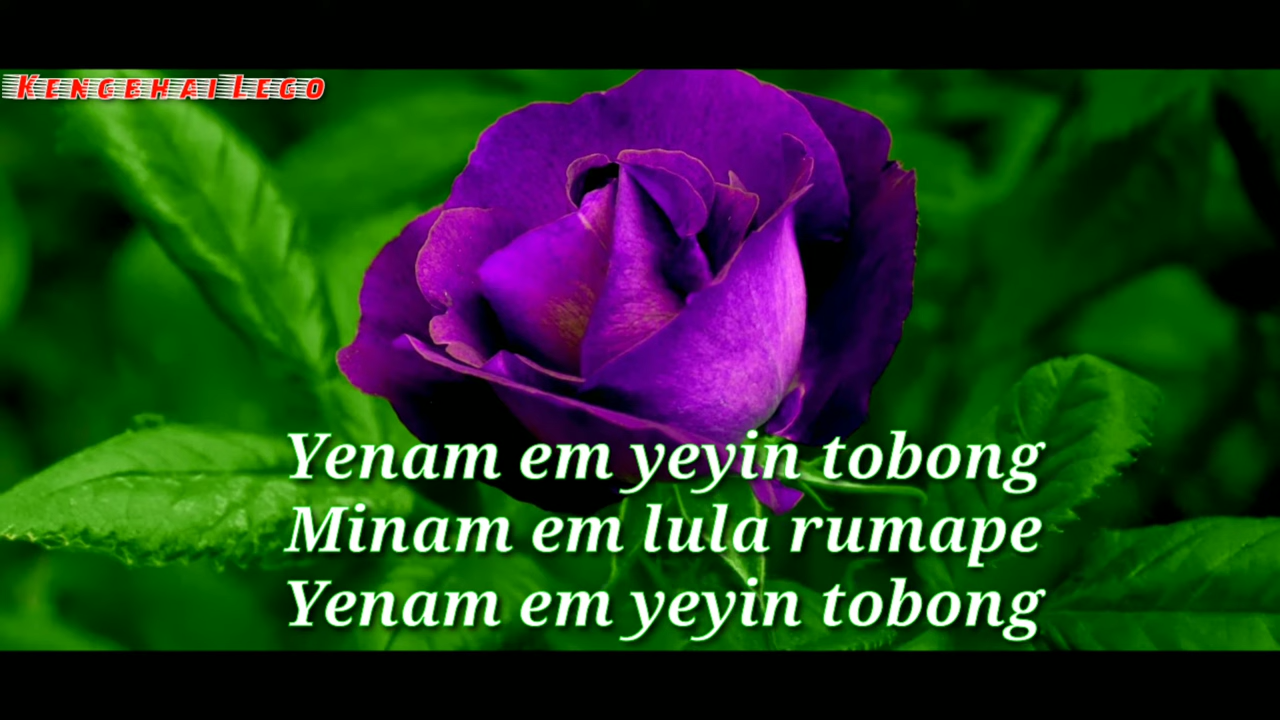 Kengehai Lego
Yenam em yeyin tobong
Minam em lula rumape
Yenam em yeyin tobong